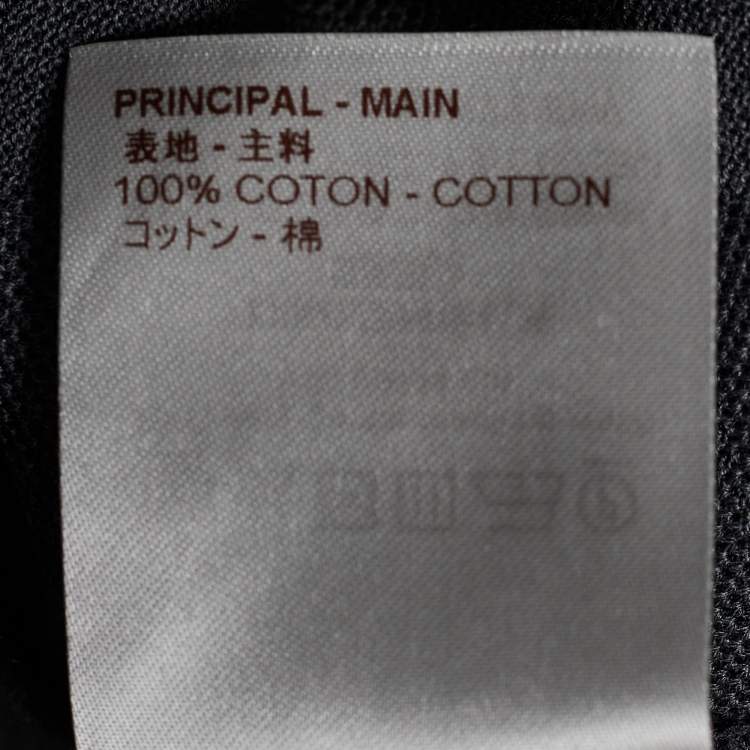 PRINCIPAL - MAIN
表地 - 主料
100% COTON - COTTON
コットン - 棉